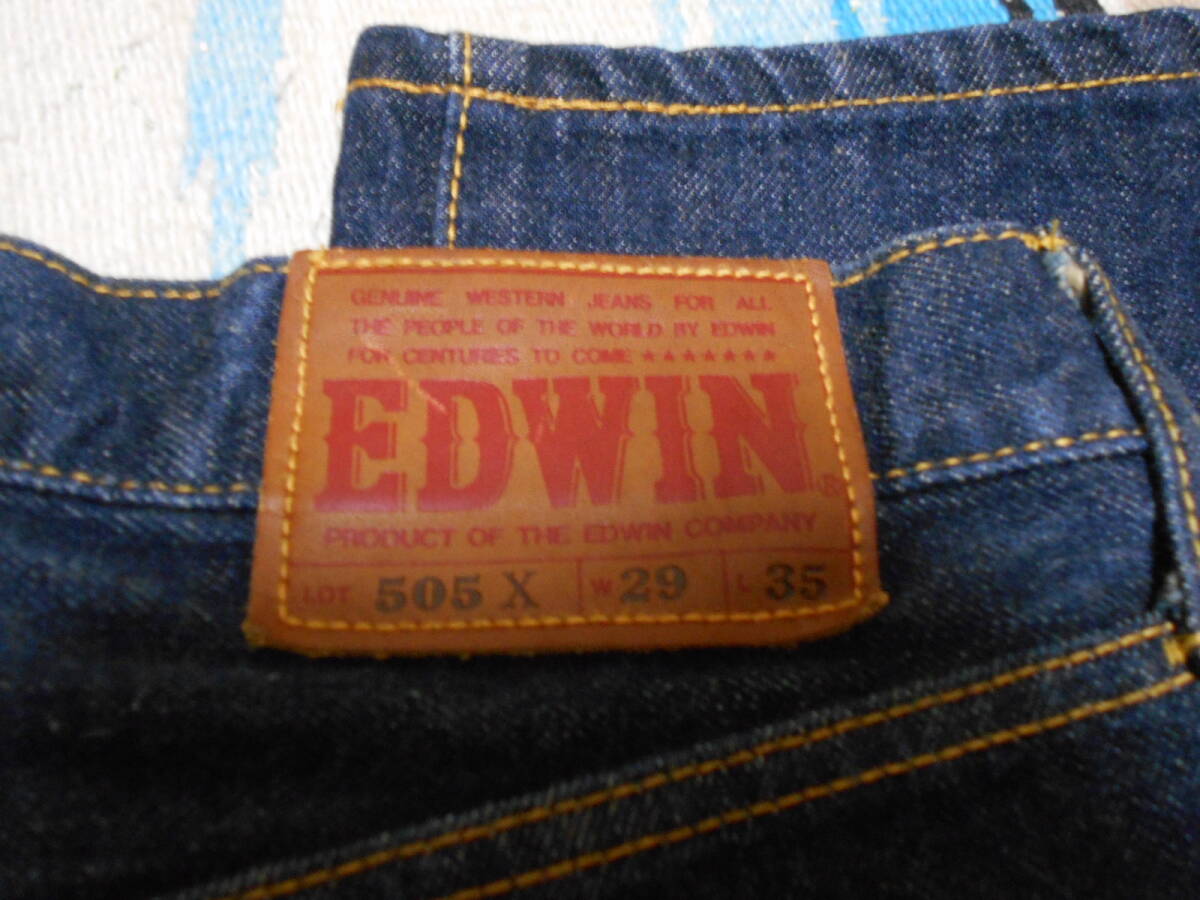 GENUINE WESTERN JEANS FOR ALL
THE PEOPLE OF THE WORLD BY EDWIN
FOR CENTURIES TO COME ★★★★★★★
EDWIN®
PRODUCT OF THE EDWIN COMPANY
LOT 505 X W 29 L 35